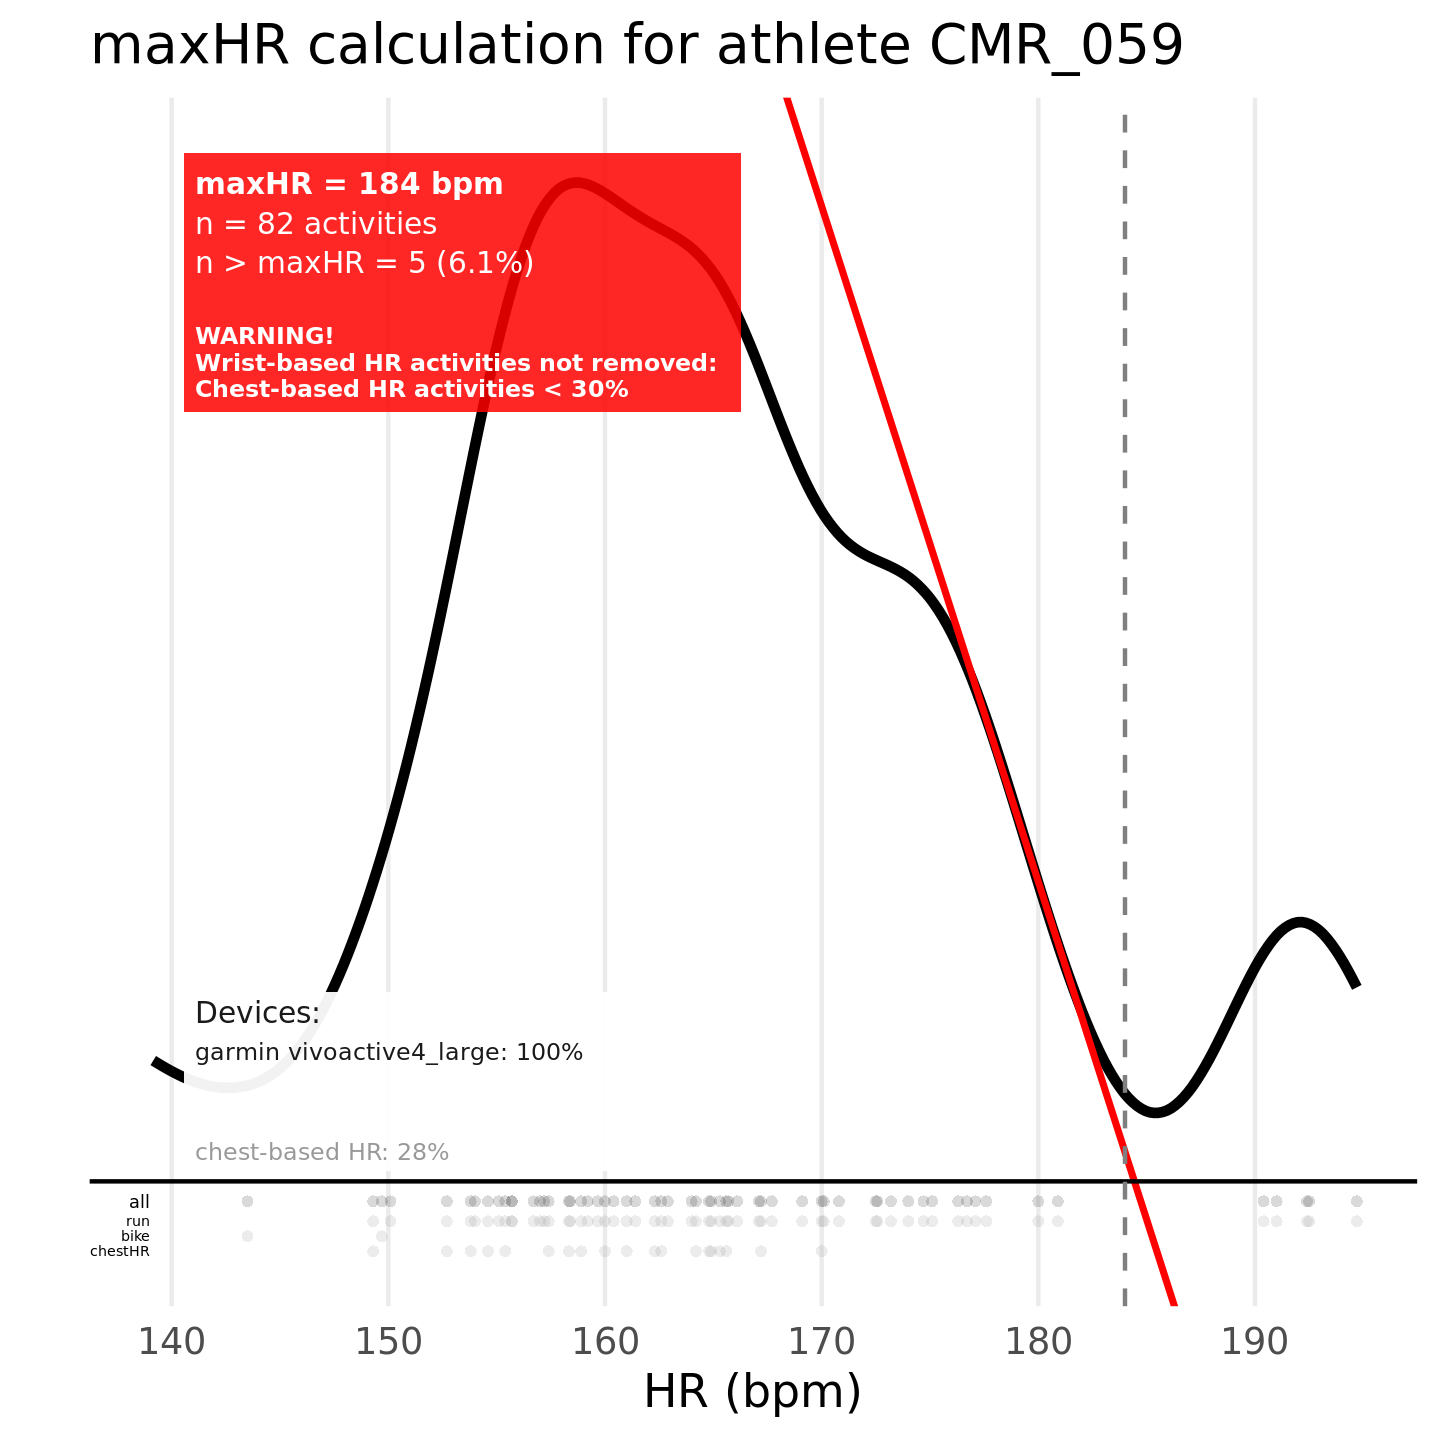 maxHR calculation for athlete CMR_059
maxHR = 184 bpm
n = 82 activities
n > maxHR = 5 (6.1%)
WARNING!
Wrist-based HR activities not removed:
Chest-based HR activities < 30%
Devices:
garmin vivoactive4_large: 100%
chest-based HR: 28%
all
run
bike
chestHR
140 150 160 170 180 190
HR (bpm)